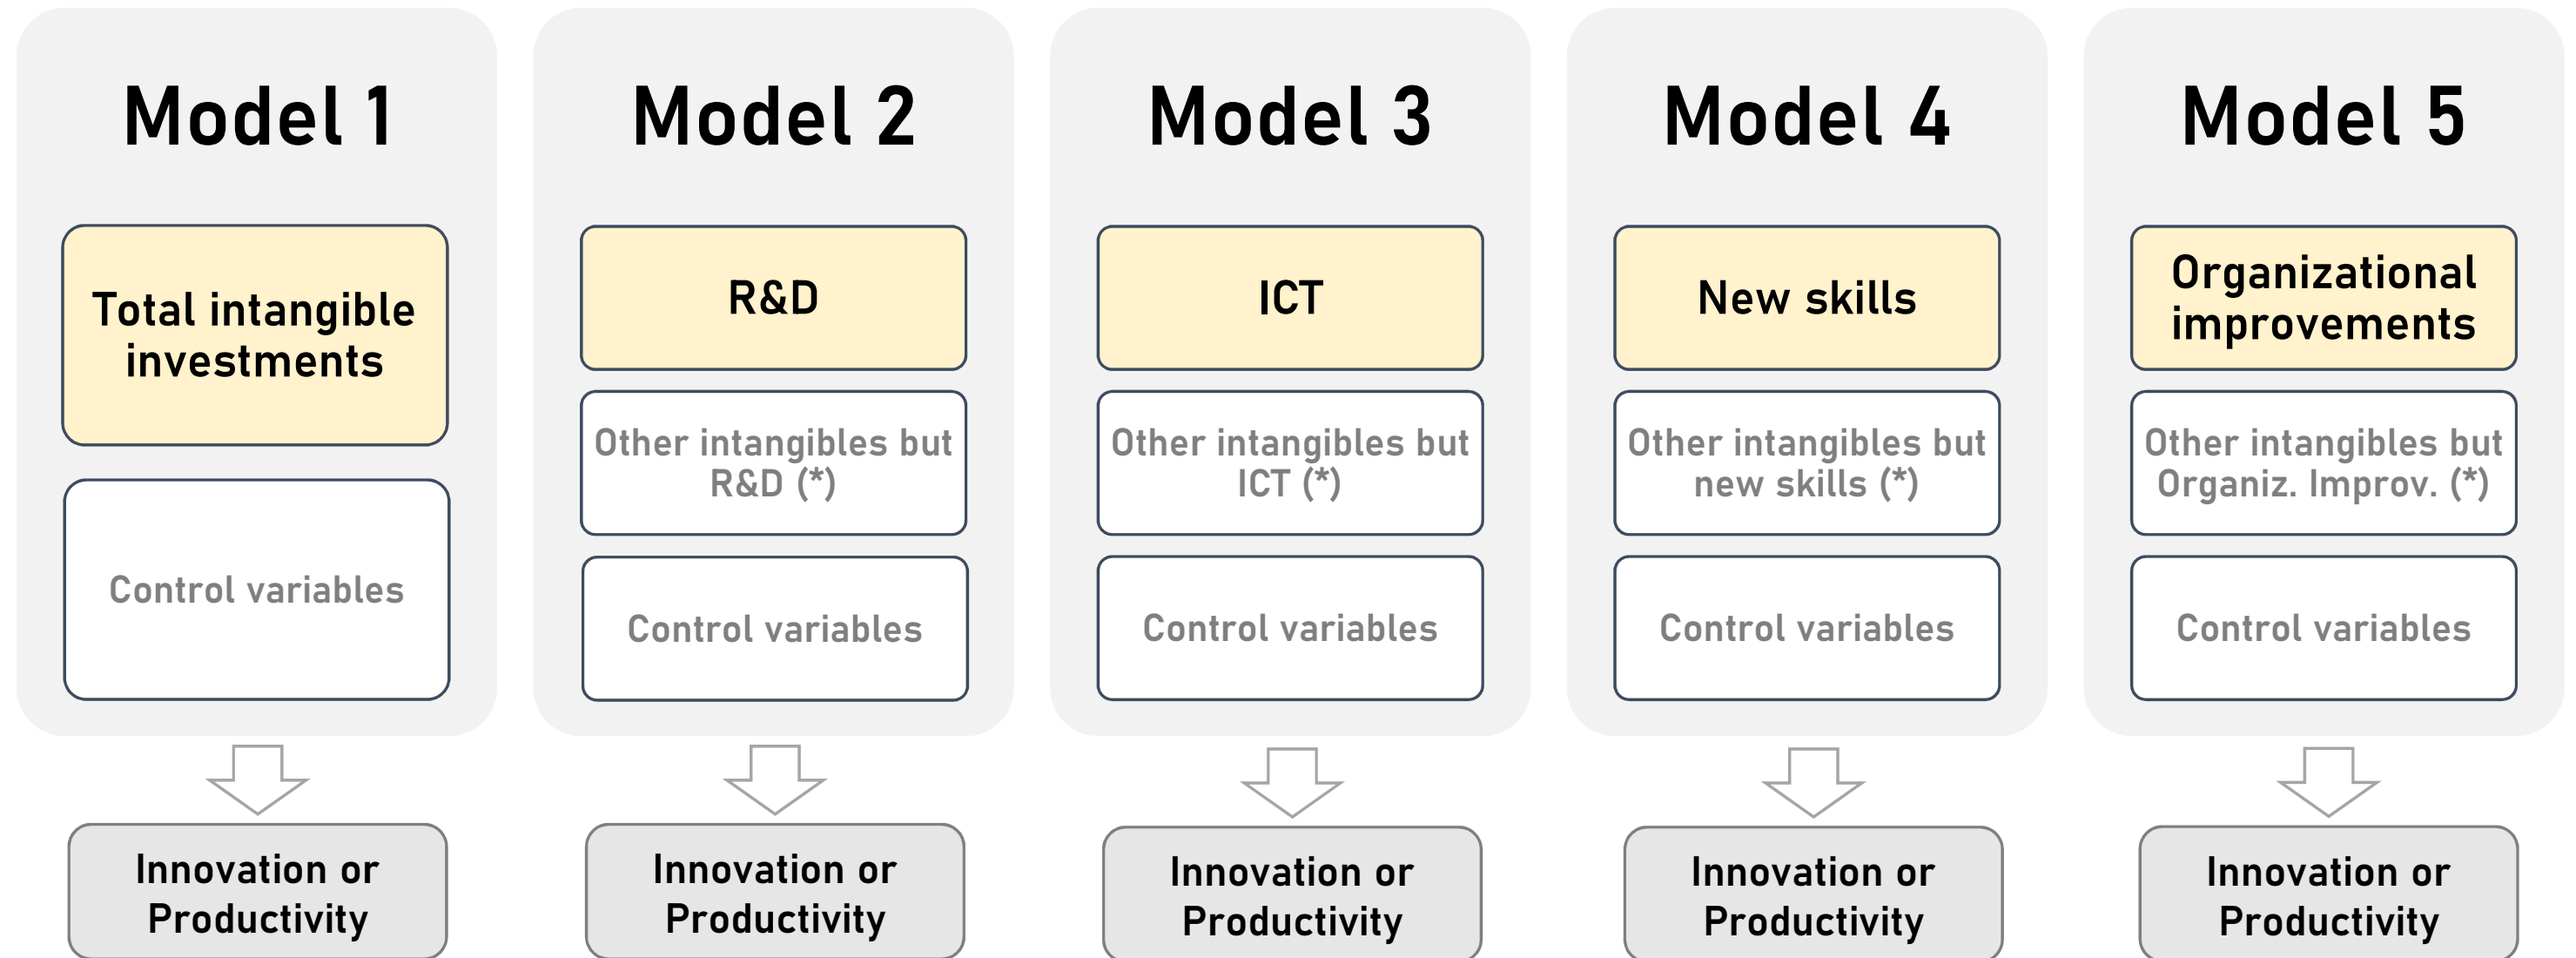 Model 1
Total intangible
investments
Control variables
Innovation or
Productivity
Model 2
R&D
Other intangibles but
R&D (*)
Control variables
Innovation or
Productivity
Model 3
ICT
Other intangibles but
ICT (*)
Control variables
Innovation or
Productivity
Model 4
New skills
Other intangibles but
new skills (*)
Control variables
Innovation or
Productivity
Model 5
Organizational
improvements
Other intangibles but
Organiz. Improv. (*)
Control variables
Innovation or
Productivity